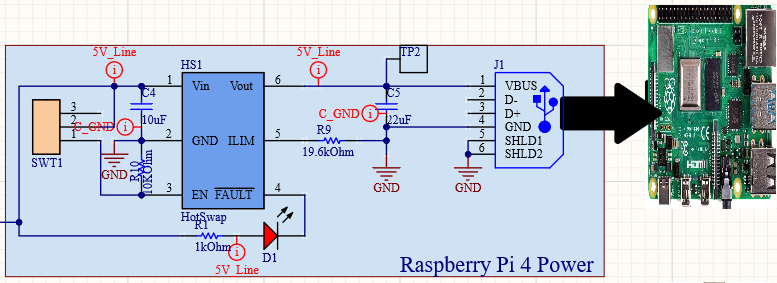 5V_Line
HS1
5V_Line
TP2
J1
1
Vin
Vout
6
C4
10uF
C5
22uF
C_GND
C_GND
3
2
1
SWT1
2
GND
ILIM
5
R9
19.6kOhm
GND
R10
10KOhm
3
EN
FAULT
4
HotSwap
R1
1kOhm
5V_Line
D1
GND
GND
1
2
3
4
5
6
VBUS
D-
D+
GND
SHLD1
SHLD2
HDMI
Raspberry Pi 4 Power